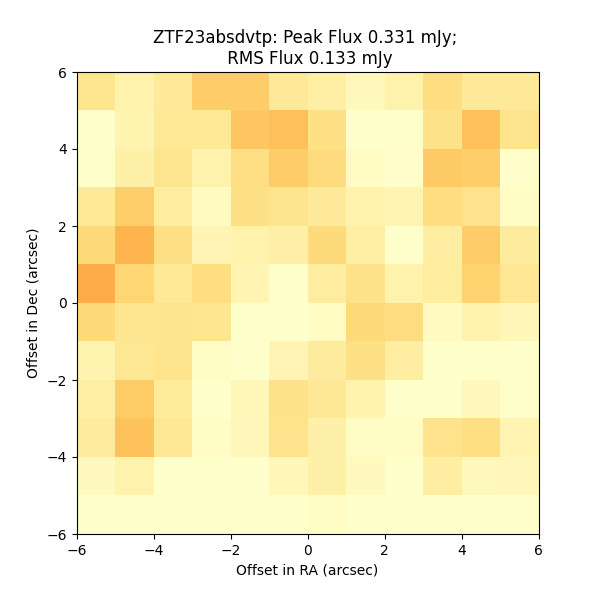 ZTF23absdvtp: Peak Flux 0.331 mJy;
RMS Flux 0.133 mJy
6
4
2
0
−2
−4
−6
Offset in Dec (arcsec)
−6 −4 −2 0 2 4 6
Offset in RA (arcsec)